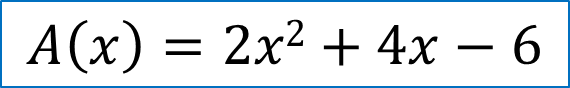 A(x) = 2x² + 4x − 6